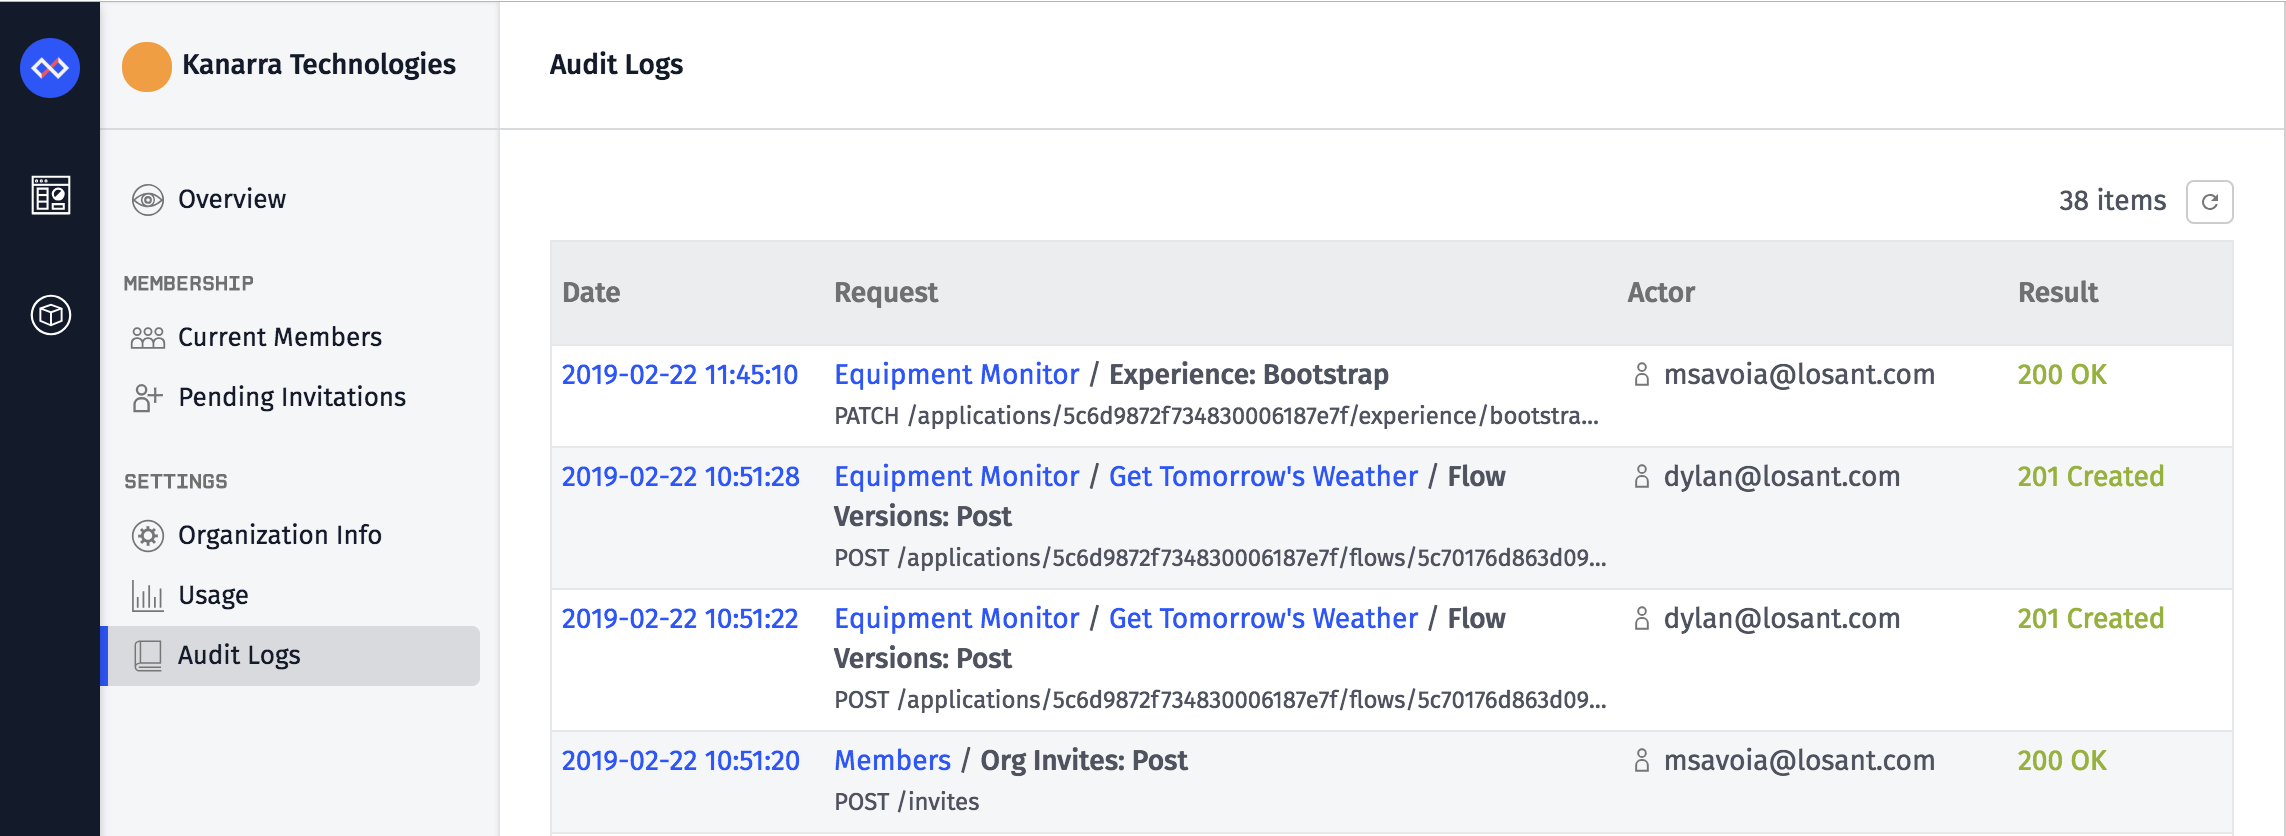 Kanarra Technologies
Audit Logs
Overview
MEMBERSHIP
Current Members
Pending Invitations
SETTINGS
Organization Info
Usage
Audit Logs
38 items
Date Request Actor Result
2019-02-22 11:45:10 Equipment Monitor / Experience: Bootstrap msavoia@losant.com 200 OK
PATCH /applications/5c6d9872f734830006187e7f/experience/bootstra...
2019-02-22 10:51:28 Equipment Monitor / Get Tomorrow's Weather / Flow dylan@losant.com 201 Created
Versions: Post
POST /applications/5c6d9872f734830006187e7f/flows/5c70176d863d09...
2019-02-22 10:51:22 Equipment Monitor / Get Tomorrow's Weather / Flow dylan@losant.com 201 Created
Versions: Post
POST /applications/5c6d9872f734830006187e7f/flows/5c70176d863d09...
2019-02-22 10:51:20 Members / Org Invites: Post msavoia@losant.com 200 OK
POST /invites